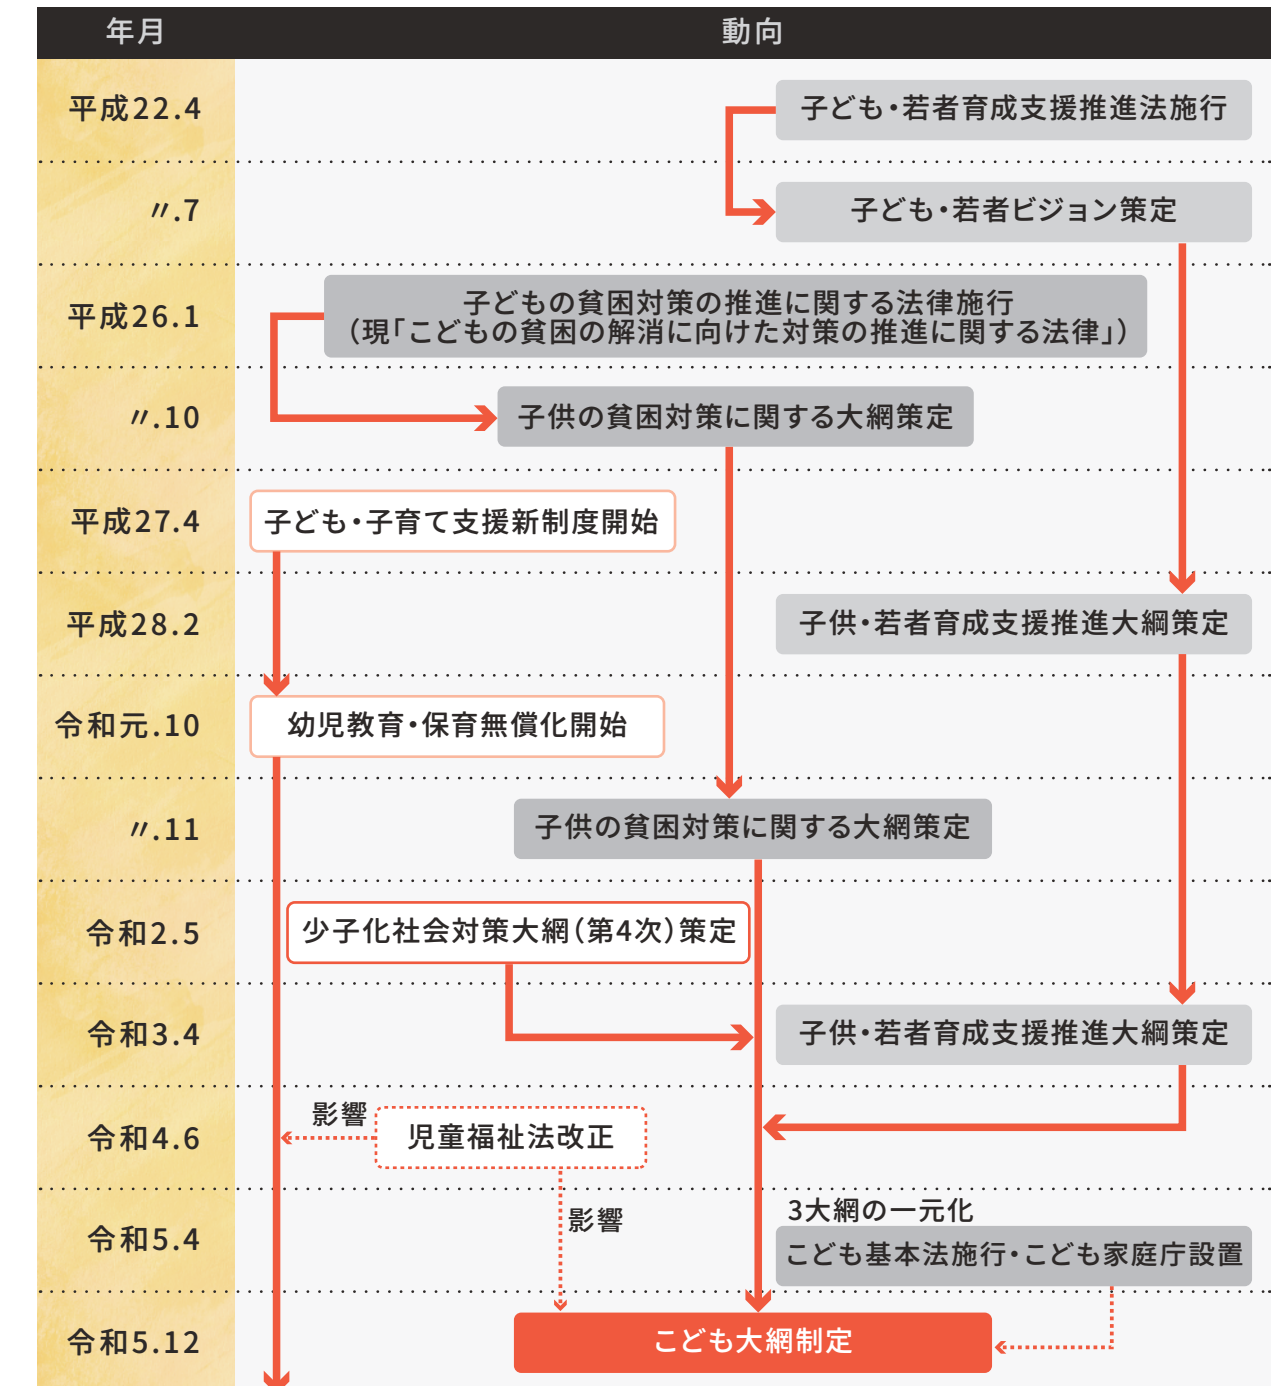 年月
動向
平成22.4
子ども・若者育成支援推進法施行
〃.7
子ども・若者ビジョン策定
平成26.1
子どもの貧困対策の推進に関する法律施行
（現「こどもの貧困の解消に向けた対策の推進に関する法律」）
〃.10
子供の貧困対策に関する大綱策定
平成27.4
子ども・子育て支援新制度開始
平成28.2
子供・若者育成支援推進大綱策定
令和元.10
幼児教育・保育無償化開始
〃.11
子供の貧困対策に関する大綱策定
令和2.5
少子化社会対策大綱（第4次）策定
令和3.4
子供・若者育成支援推進大綱策定
令和4.6
影響
児童福祉法改正
影響
令和5.4
3大綱の一元化
こども基本法施行・こども家庭庁設置
令和5.12
こども大綱制定